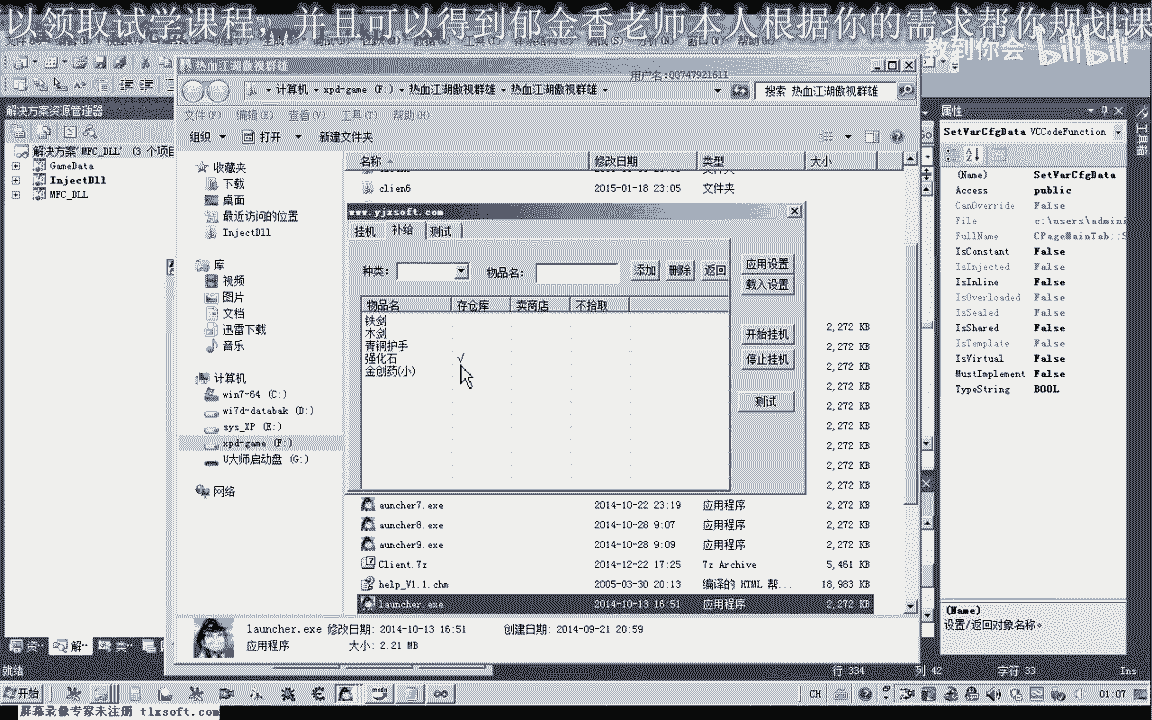 以领取试学课程，并且可以得到郁金香老师本人根据你的需求帮你规划课
教到你会 bilibili
热血江湖傲视群雄
用户名:QQ747921611
计算机 xpd-game (F:) 热血江湖傲视群雄 热血江湖傲视群雄
搜索 热血江湖傲视群雄
文件(F) 编辑(E) 查看(V) 工具(T) 帮助(H)
组织 打开 新建文件夹
解决方案资源管理器
解决方案'MFC_DLL' (3 个项目
GameData
InjectDll
MFC_DLL
收藏夹
下载
桌面
最近访问的位置
InjectDll
库
视频
图片
文档
迅雷下载
音乐
计算机
win7-64 (C:)
wi7d-databak (D:)
sys_XP (E:)
xpd-game (F:)
U大师启动盘 (G:)
网络
名称 修改日期 类型 大小
clien6 2015-01-18 23:05 文件夹
www.yjxsoft.com
挂机 补给 测试
种类: 物品名: 添加 删除 返回
物品名 存仓库 卖商店 不拾取
铁剑
木剑
青铜护手
强化石 √
金创药(小)
应用设置
载入设置
开始挂机
停止挂机
测试
2,272 KB
2,272 KB
2,272 KB
2,272 KB
2,272 KB
2,272 KB
2,272 KB
2,272 KB
2,272 KB
auncher7.exe 2014-10-22 23:19 应用程序 2,272 KB
auncher8.exe 2014-10-28 9:07 应用程序 2,272 KB
auncher9.exe 2014-10-28 9:09 应用程序 2,272 KB
Client.7z 2014-12-22 17:25 7z Archive 5,461 KB
help_V1.1.chm 2005-03-30 20:13 编译的 HTML 帮... 18,983 KB
launcher.exe 2014-10-13 16:51 应用程序 2,272 KB
launcher.exe 修改日期: 2014-10-13 16:51 创建日期: 2014-09-21 20:59
应用程序 大小: 2.21 MB
属性
SetVarCfgData VCCodeFunction
(Name) SetVarCfgData
Access public
CanOverride False
File c:\users\admini
FullName CPageMainTab::S
IsConstant False
IsInjected False
IsInline False
IsOverloaded False
IsSealed False
IsShared False
IsTemplate False
IsVirtual False
MustImplement False
TypeString BOOL
(Name)
设置/返回对象名称。
工具箱
就绪 行 334 列 42 字符 33 Ins
开始 CH 01:07
屏幕录像专家未注册 tlxsoft.com